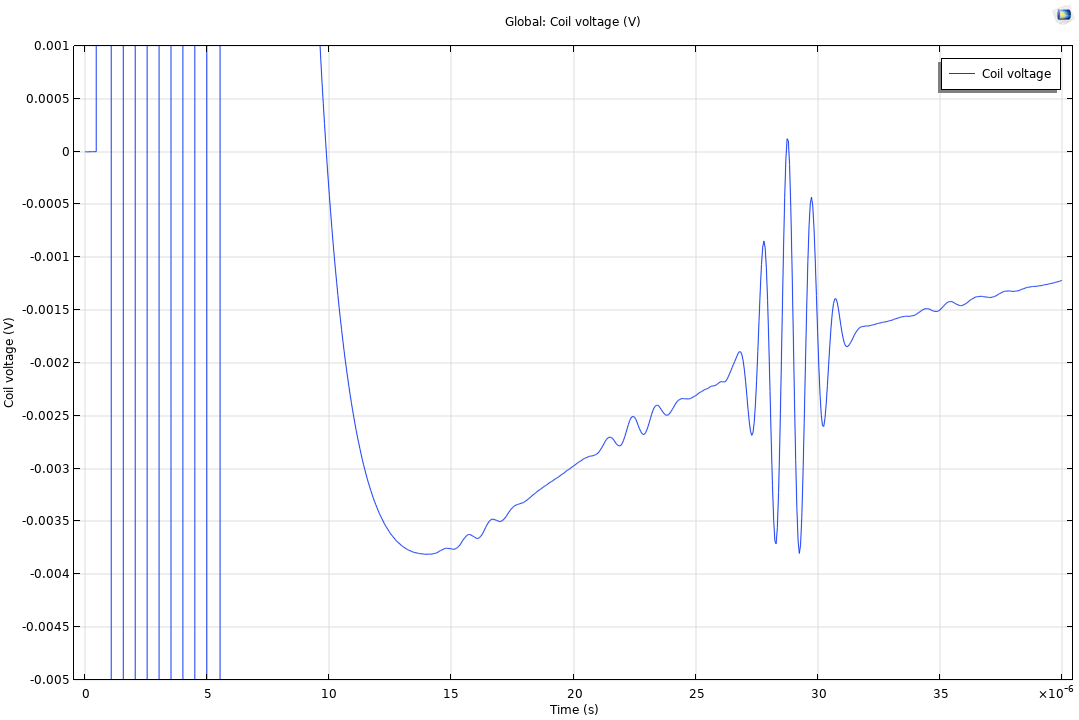 Global: Coil voltage (V)
0.001
0.0005
0
-0.0005
-0.001
-0.0015
-0.002
-0.0025
-0.003
-0.0035
-0.004
-0.0045
-0.005
Coil voltage (V)
Coil voltage
0 5 10 15 20 25 30 35 ×10⁻⁶
Time (s)